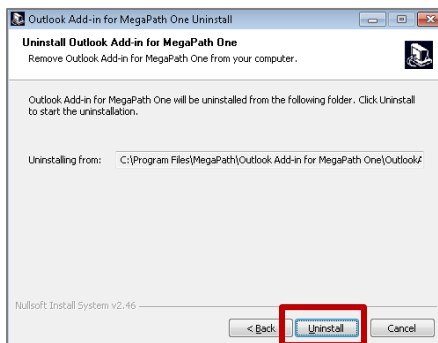 Outlook Add-in for MegaPath One Uninstall
Uninstall Outlook Add-in for MegaPath One
Remove Outlook Add-in for MegaPath One from your computer.
Outlook Add-in for MegaPath One will be uninstalled from the following folder. Click Uninstall
to start the uninstallation.
Uninstalling from: C:\Program Files\MegaPath\Outlook Add-in for MegaPath One\OutlookA
Nullsoft Install System v2.46
< Back Uninstall Cancel